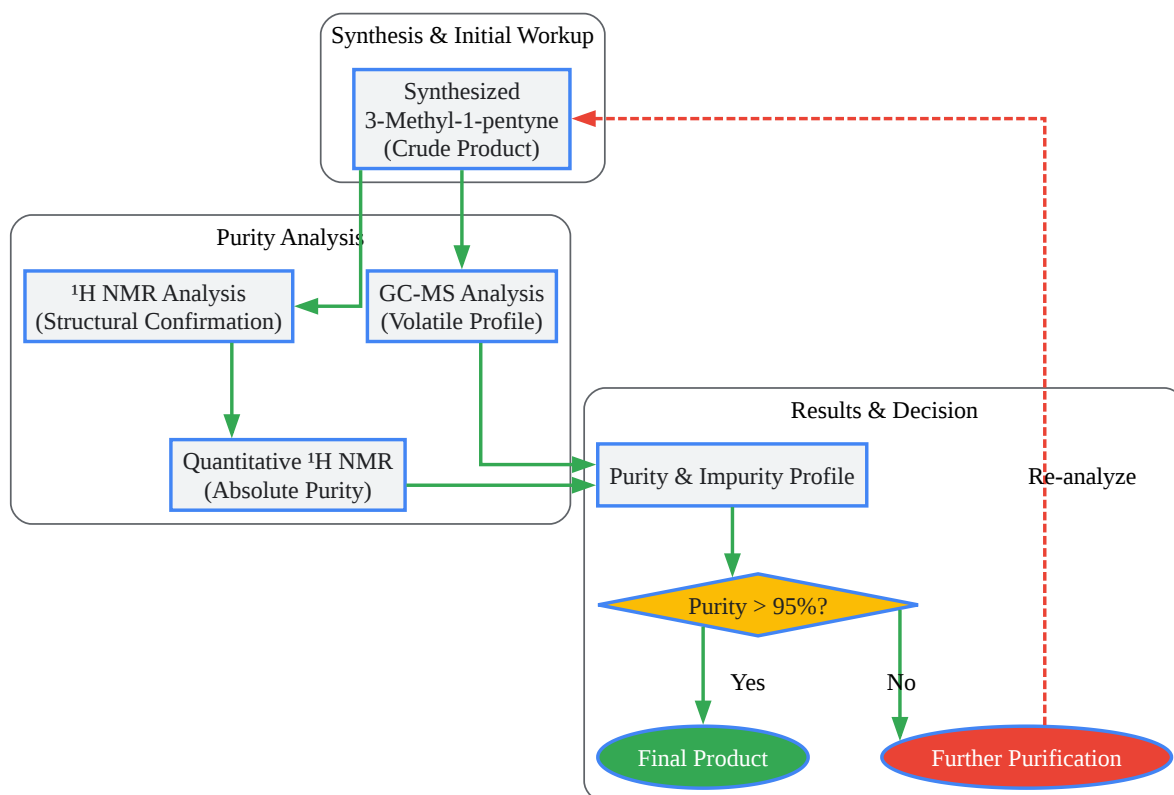 Synthesis & Initial Workup
Synthesized
3-Methyl-1-pentyne
(Crude Product)
Purity Analysis
¹H NMR Analysis
(Structural Confirmation)
GC-MS Analysis
(Volatile Profile)
Quantitative ¹H NMR
(Absolute Purity)
Results & Decision
Purity & Impurity Profile
Re-analyze
Purity > 95%?
Yes
No
Final Product
Further Purification